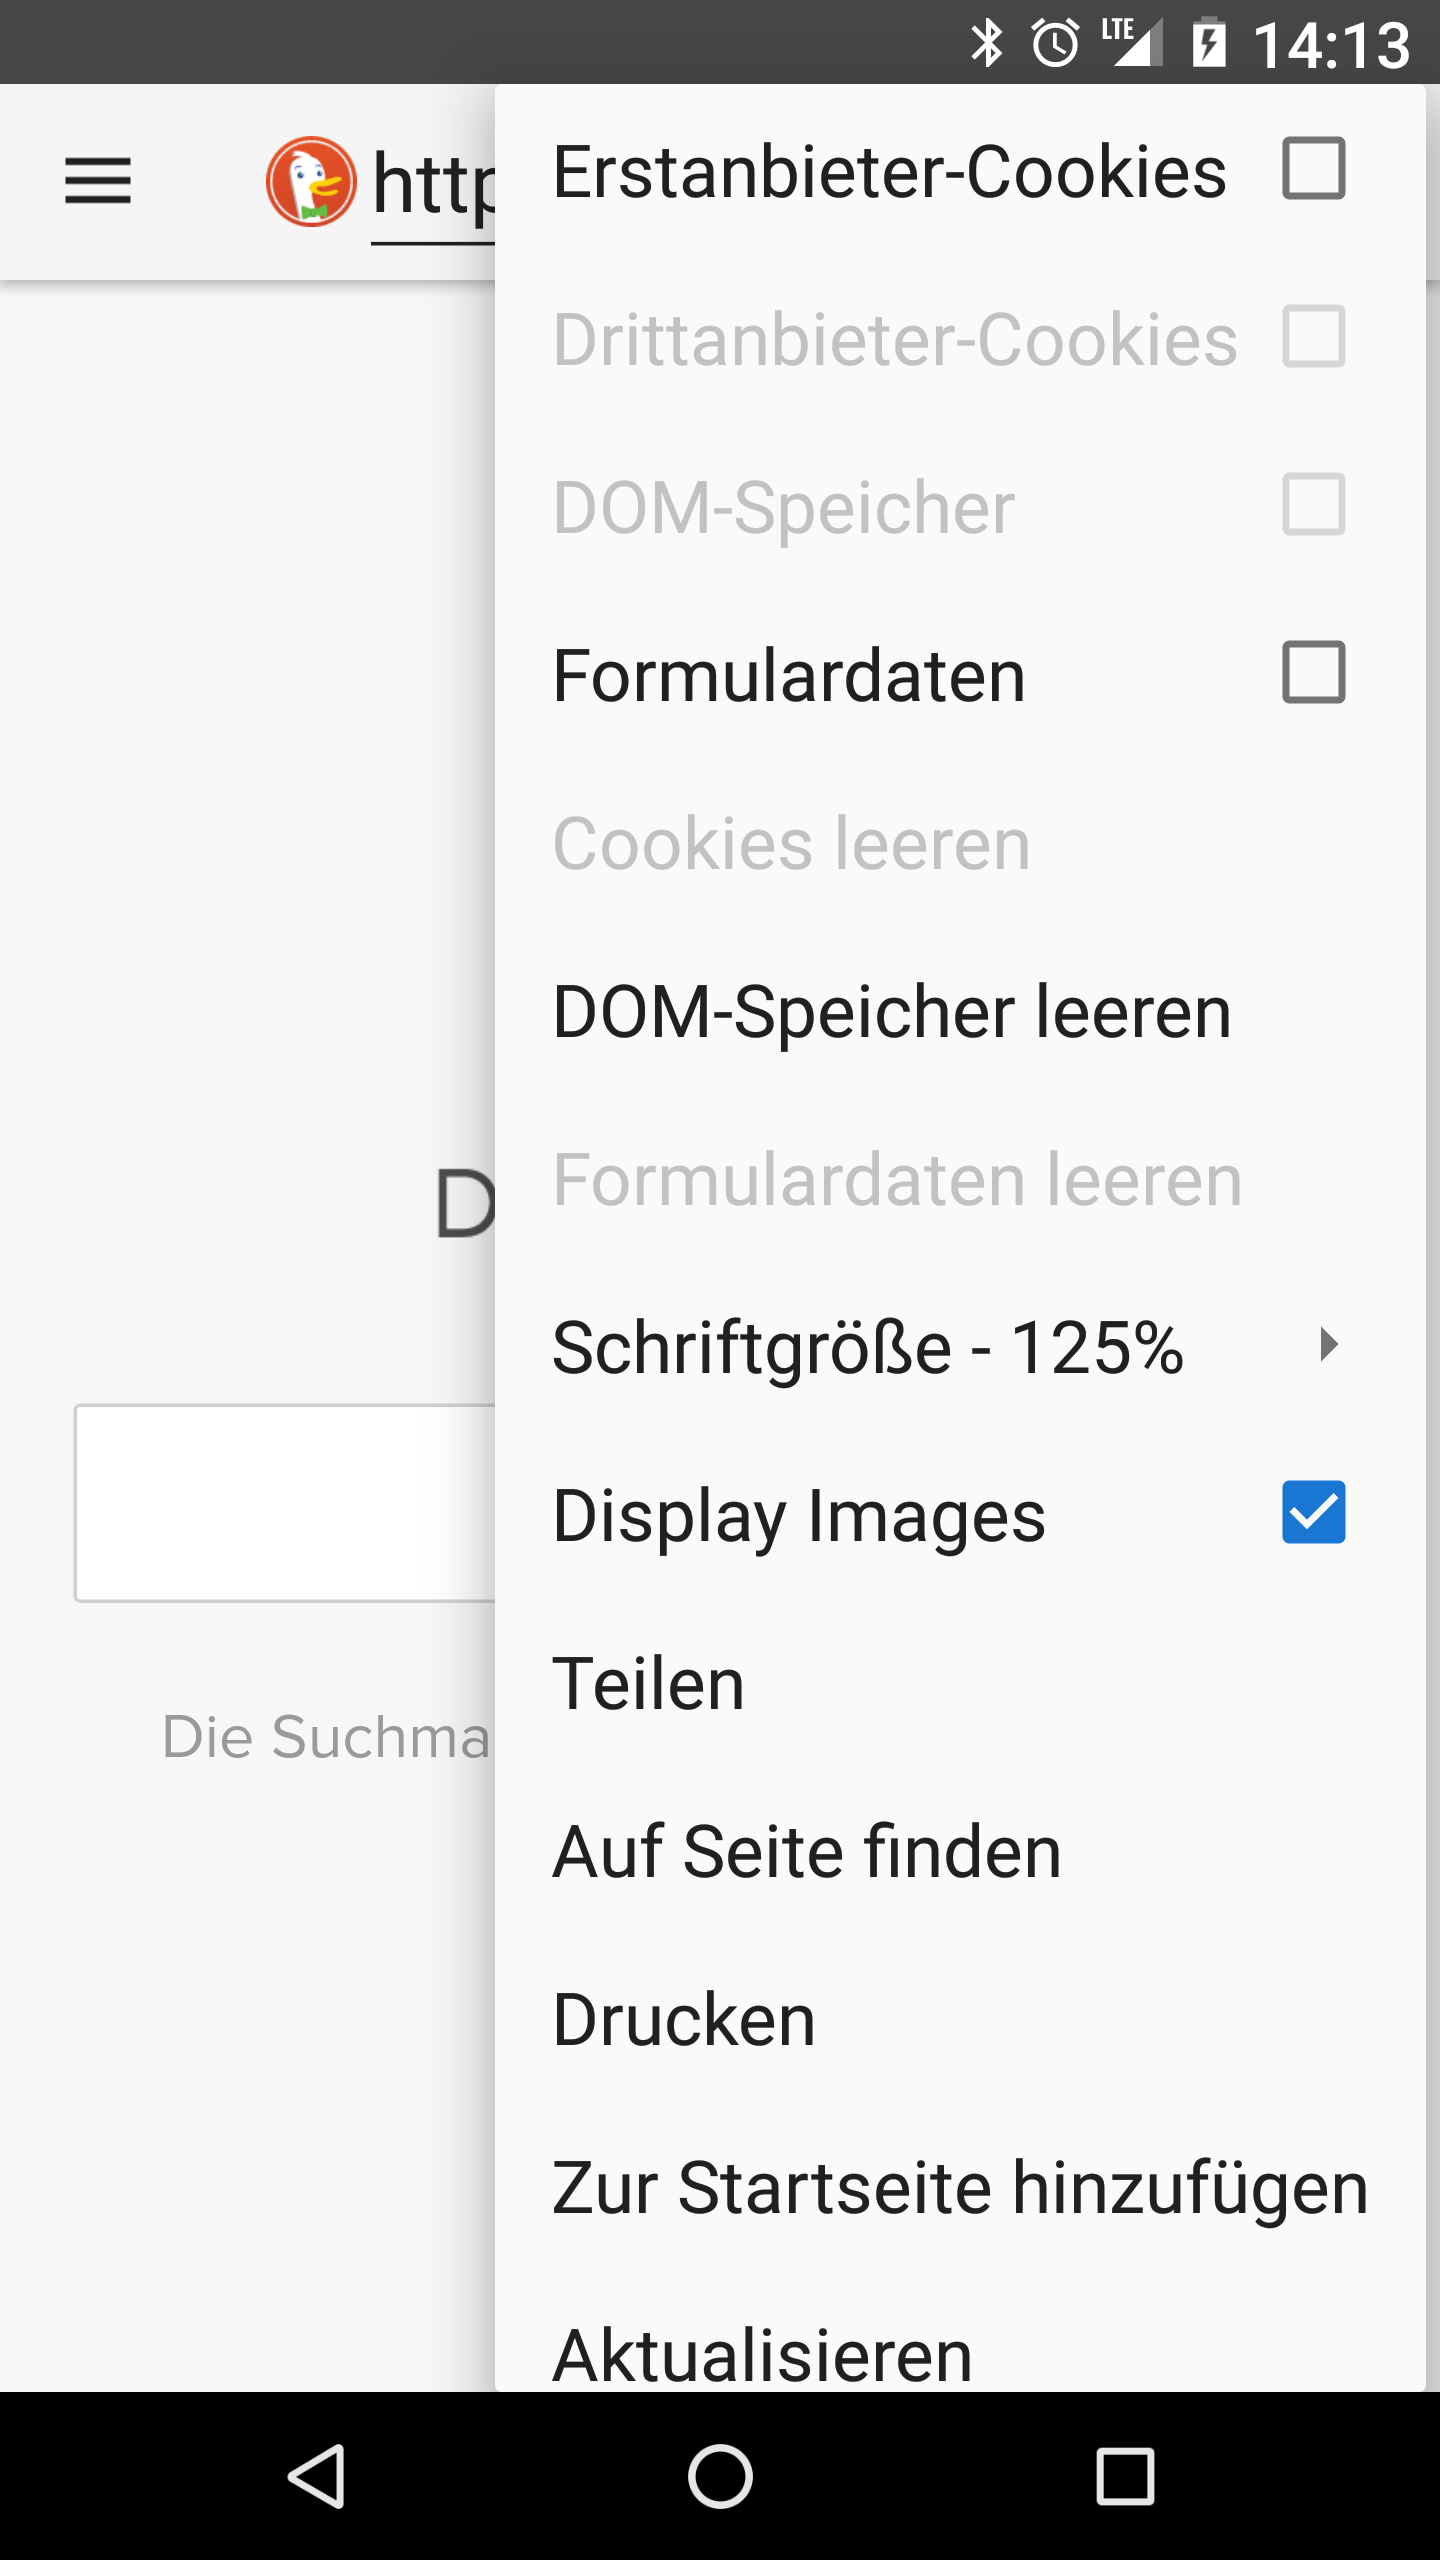 LTE 14:13
http
Erstanbieter-Cookies
Drittanbieter-Cookies
DOM-Speicher
Formulardaten
Cookies leeren
DOM-Speicher leeren
D
Formulardaten leeren
Schriftgröße - 125%
Display Images
Teilen
Die Suchma
Auf Seite finden
Drucken
Zur Startseite hinzufügen
Aktualisieren